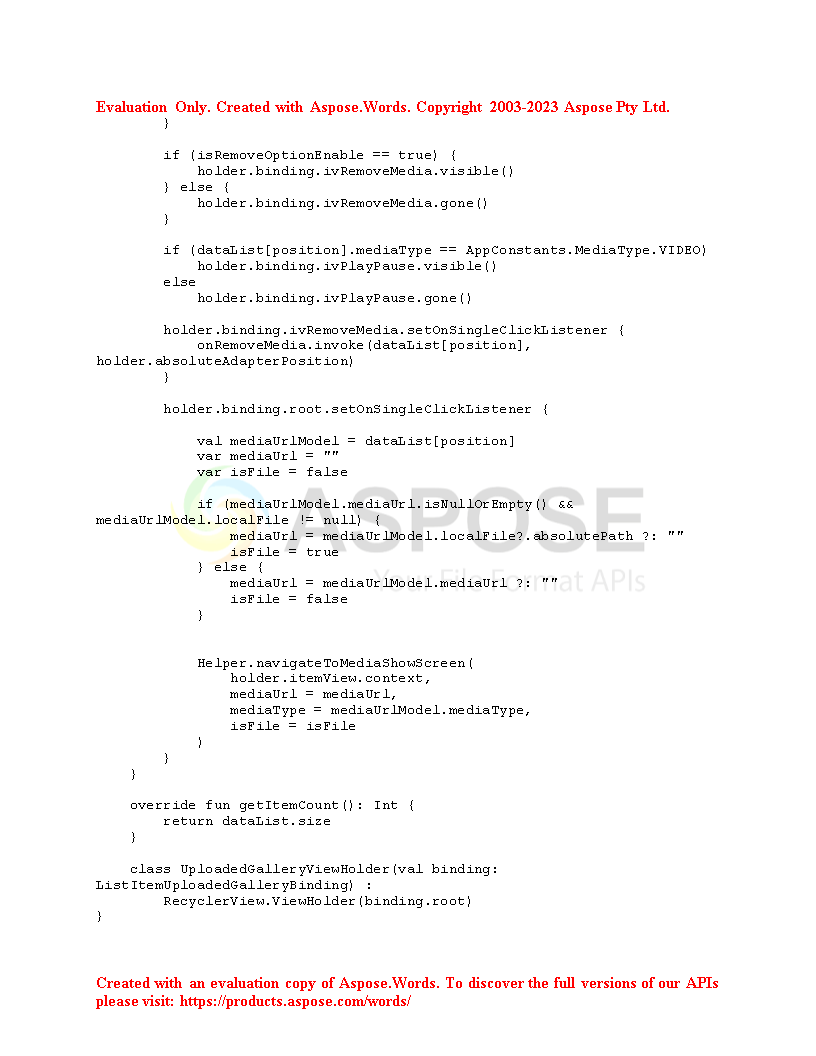 Evaluation Only. Created with Aspose.Words. Copyright 2003-2023 Aspose Pty Ltd.
        }

        if (isRemoveOptionEnable == true) {
            holder.binding.ivRemoveMedia.visible()
        } else {
            holder.binding.ivRemoveMedia.gone()
        }

        if (dataList[position].mediaType == AppConstants.MediaType.VIDEO)
            holder.binding.ivPlayPause.visible()
        else
            holder.binding.ivPlayPause.gone()

        holder.binding.ivRemoveMedia.setOnSingleClickListener {
            onRemoveMedia.invoke(dataList[position],
holder.absoluteAdapterPosition)
        }

        holder.binding.root.setOnSingleClickListener {

            val mediaUrlModel = dataList[position]
            var mediaUrl = ""
            var isFile = false

            if (mediaUrlModel.mediaUrl.isNullOrEmpty() &&
mediaUrlModel.localFile != null) {
                mediaUrl = mediaUrlModel.localFile?.absolutePath ?: ""
                isFile = true
            } else {
                mediaUrl = mediaUrlModel.mediaUrl ?: ""
                isFile = false
            }


            Helper.navigateToMediaShowScreen(
                holder.itemView.context,
                mediaUrl = mediaUrl,
                mediaType = mediaUrlModel.mediaType,
                isFile = isFile
            )
        }
    }

    override fun getItemCount(): Int {
        return dataList.size
    }

    class UploadedGalleryViewHolder(val binding:
ListItemUploadedGalleryBinding) :
        RecyclerView.ViewHolder(binding.root)
}
ASPOSE
Your File Format APIs
Created with an evaluation copy of Aspose.Words. To discover the full versions of our APIs
please visit: https://products.aspose.com/words/